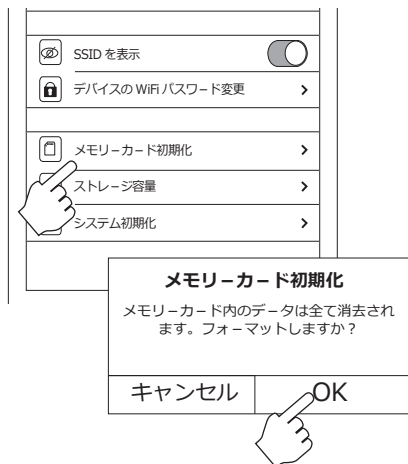 SSID を表示
デバイスの WiFi パスワード変更
メモリーカード初期化
ストレージ容量
システム初期化
メモリーカード初期化
メモリーカード内のデータは全て消去され
ます。フォーマットしますか？
キャンセル
OK